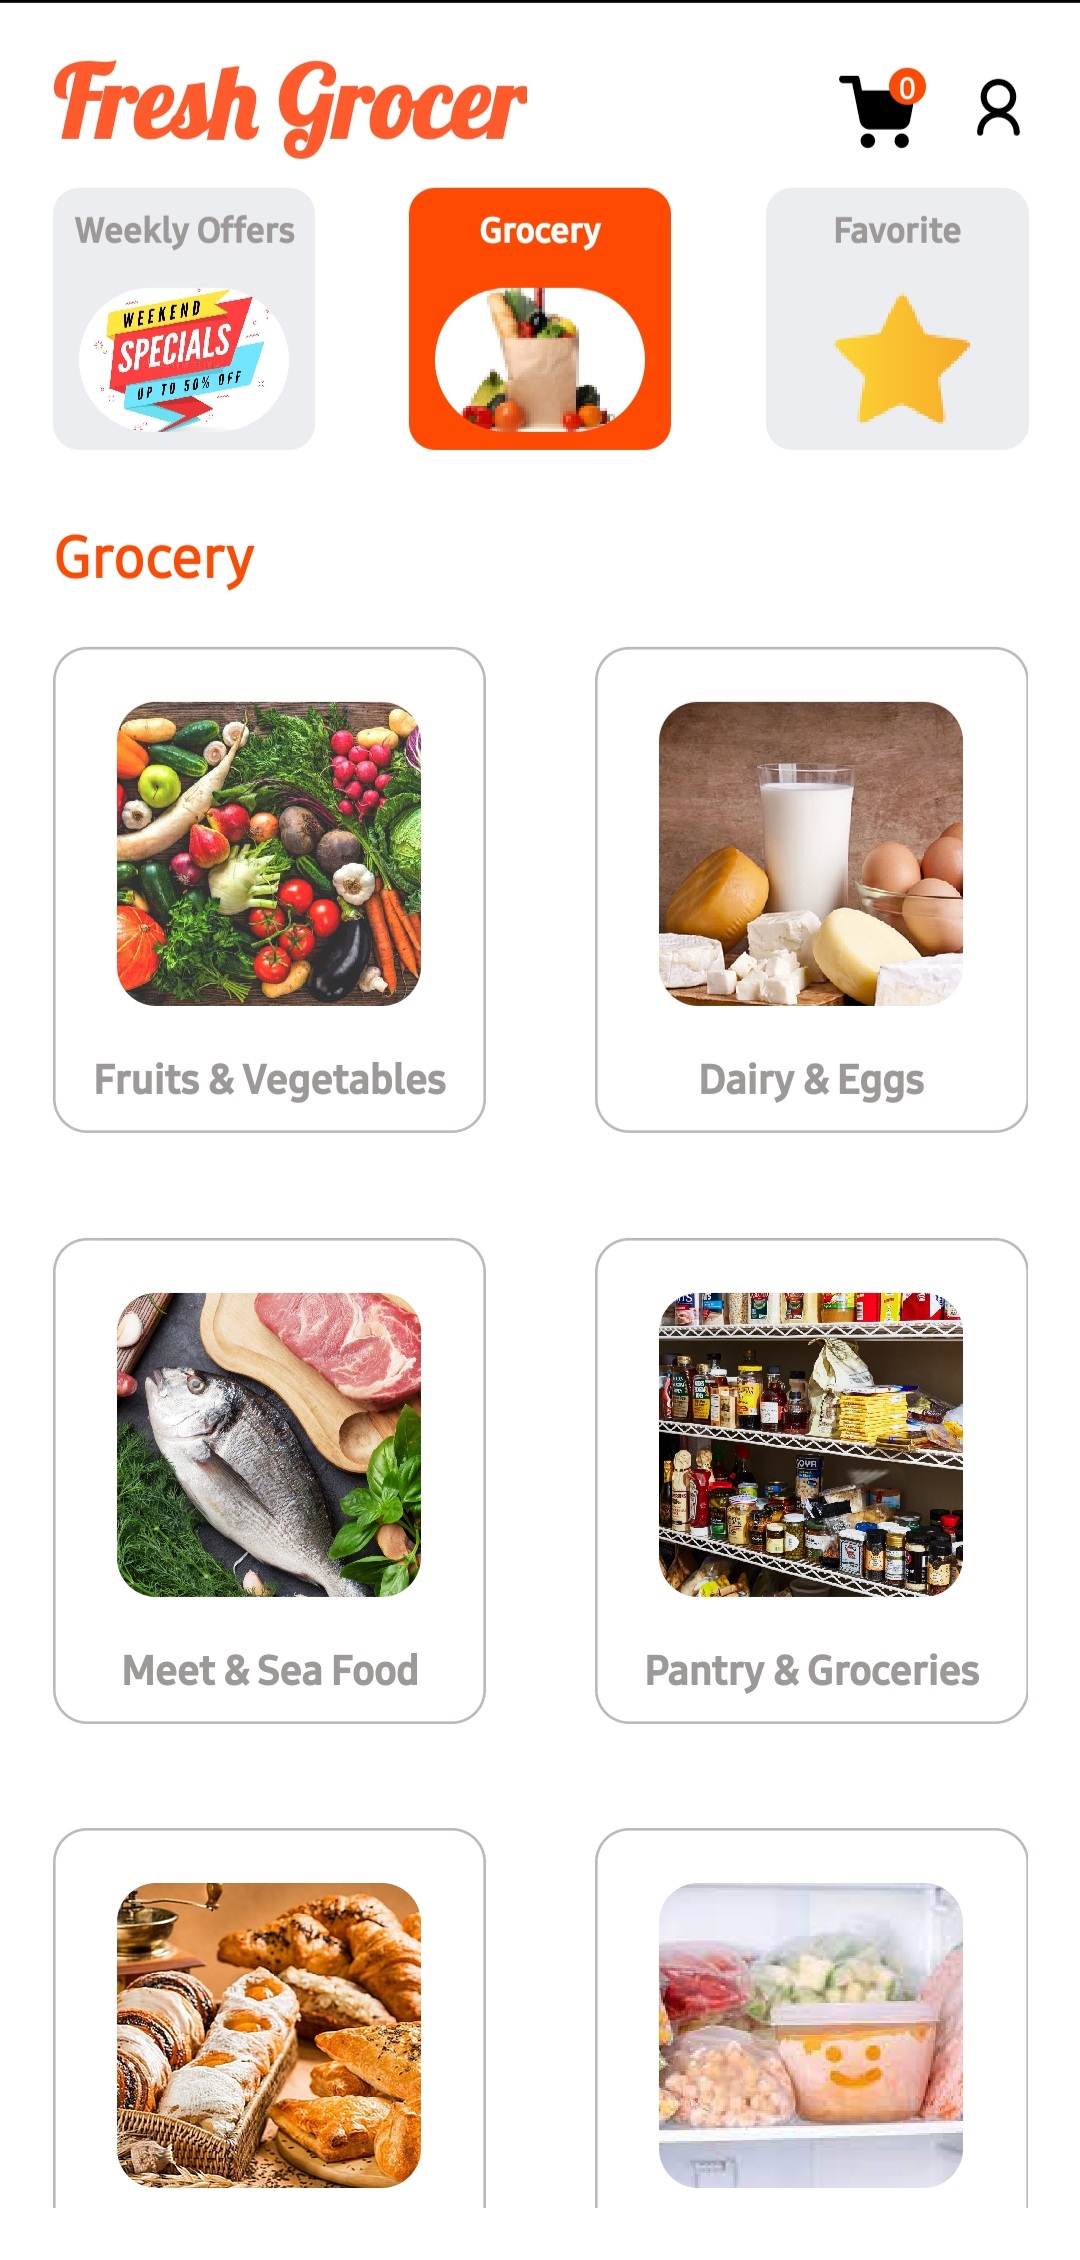 Fresh Grocer
0
Weekly Offers
Grocery
Favorite
WEEKEND
SPECIALS
UP TO 50% OFF
Grocery
Fruits & Vegetables
Dairy & Eggs
Meet & Sea Food
Pantry & Groceries